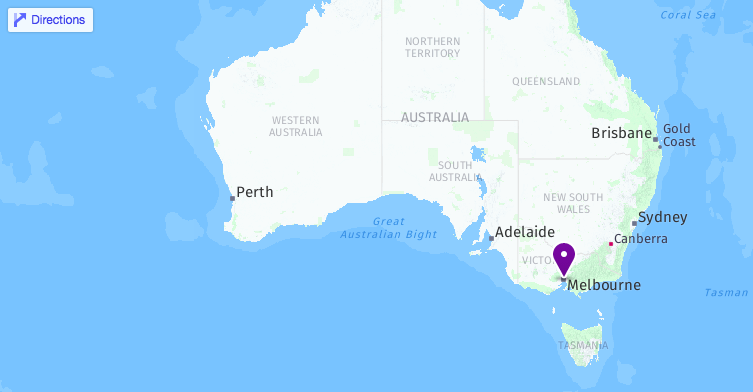 Directions
Coral Sea
NORTHERN
TERRITORY
QUEENSLAND
WESTERN
AUSTRALIA
AUSTRALIA
Brisbane
Gold
Coast
SOUTH
AUSTRALIA
Perth
NEW SOUTH
WALES
Great
Australian Bight
Adelaide
Sydney
Canberra
VICTO
Melbourne
Tasman
TASMANIA